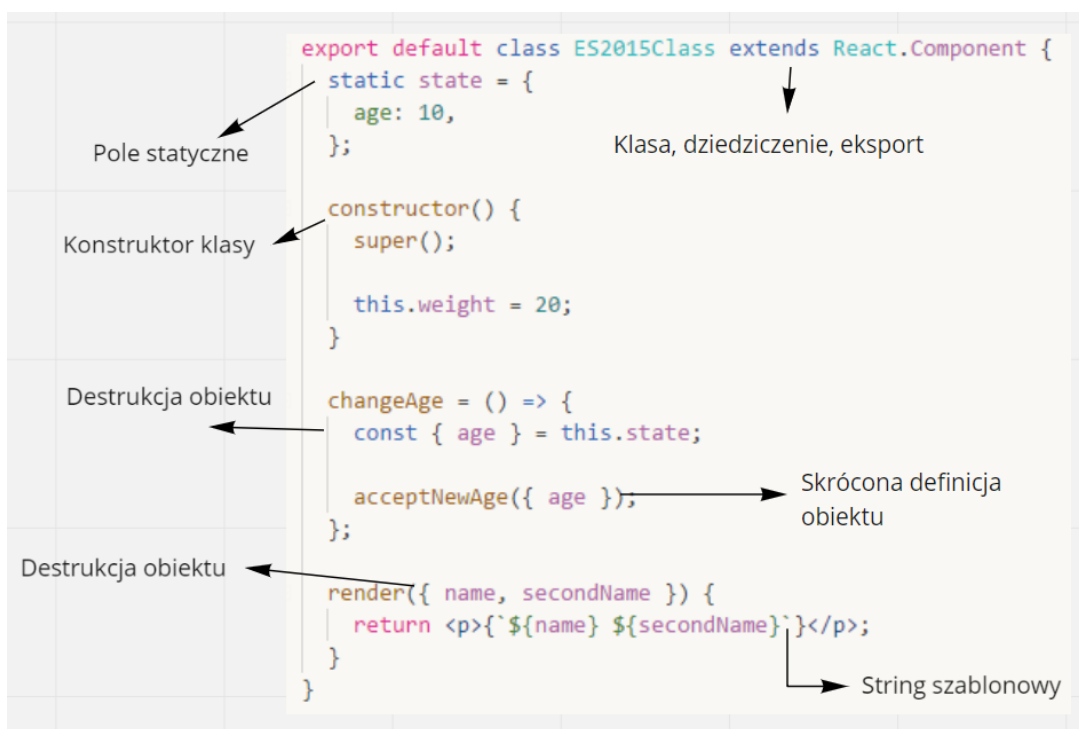 export default class ES2015Class extends React.Component {
static state = {
age: 10,
};
Pole statyczne
Klasa, dziedziczenie, eksport
constructor() {
Konstruktor klasy
super();
this.weight = 20;
}
Destrukcja obiektu
changeAge = () => {
const { age } = this.state;
acceptNewAge({ age });
Skrócona definicja
obiektu
};
Destrukcja obiektu
render({ name, secondName }) {
return <p>{`${name} ${secondName}`}</p>;
}
}
String szablonowy